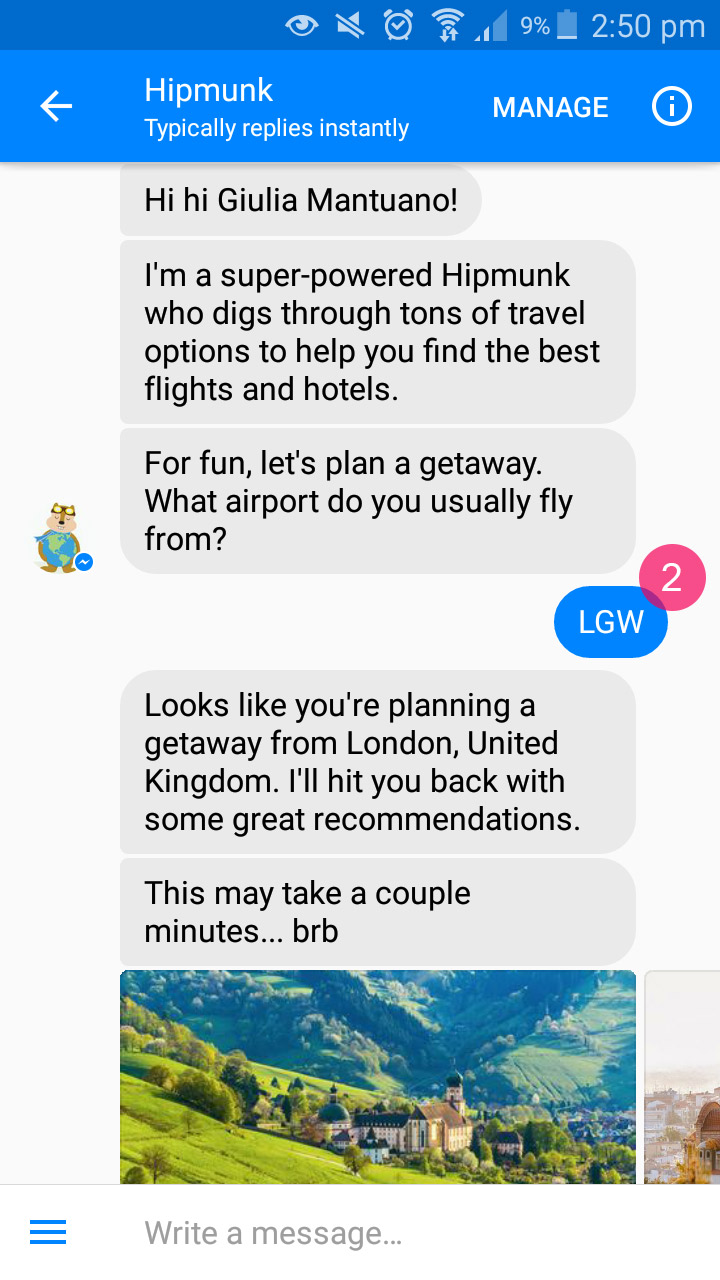 9% 2:50 pm
Hipmunk
MANAGE
Typically replies instantly
Hi hi Giulia Mantuano!
I'm a super-powered Hipmunk
who digs through tons of travel
options to help you find the best
flights and hotels.
For fun, let's plan a getaway.
What airport do you usually fly
from?
2
LGW
Looks like you're planning a
getaway from London, United
Kingdom. I'll hit you back with
some great recommendations.
This may take a couple
minutes... brb
Write a message...